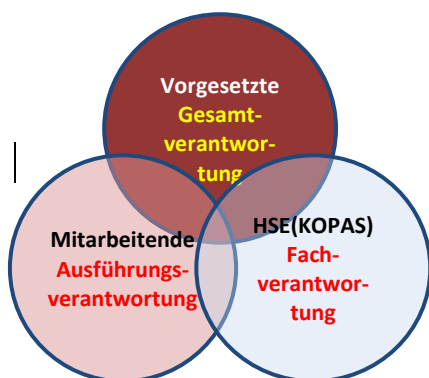 Vorgesetzte
Gesamt-
verantwor-
tung
Mitarbeitende
Ausführungs-
verantwortung
HSE(KOPAS)
Fach-
verantwor-
tung